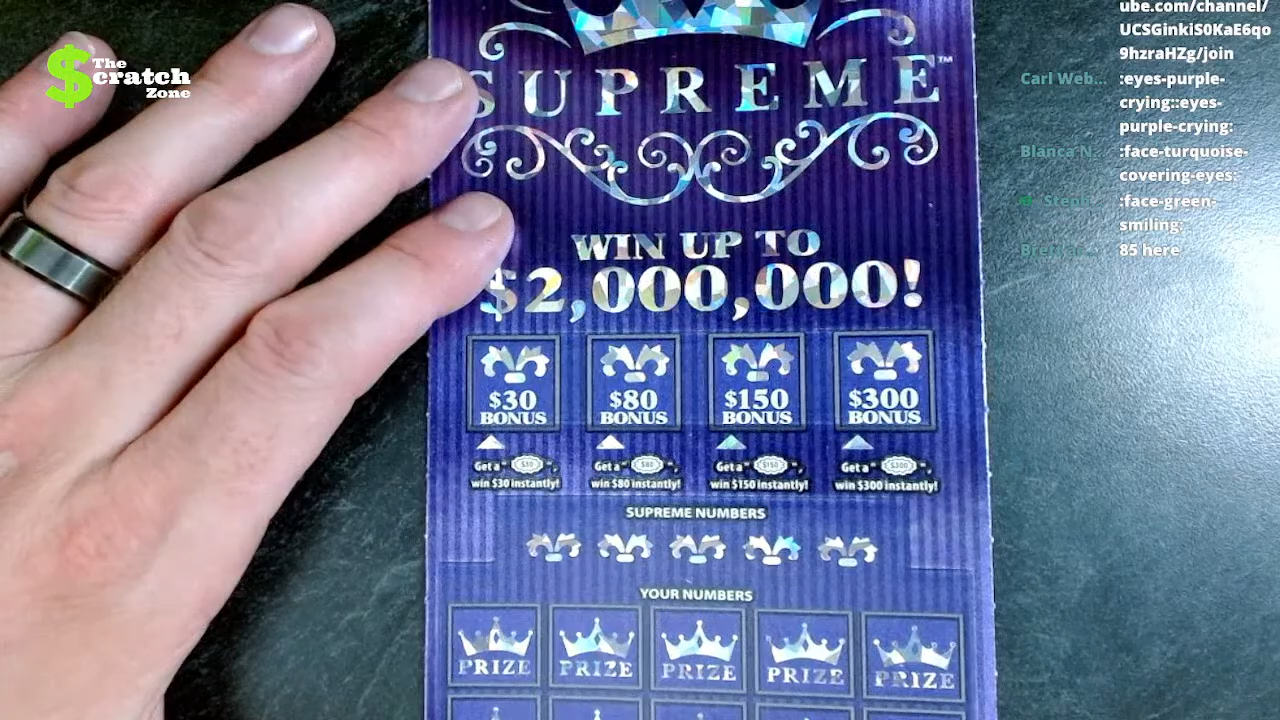 $The
Scratch
Zone
SUPREME™
WIN UP TO
$2,000,000!
$30
BONUS
$80
BONUS
$150
BONUS
$300
BONUS
Get a "$30",
win $30 instantly!
Get a "$80",
win $80 instantly!
Get a "$150",
win $150 instantly!
Get a "$300",
win $300 instantly!
SUPREME NUMBERS
YOUR NUMBERS
PRIZE
PRIZE
PRIZE
PRIZE
PRIZE
ube.com/channel/
UCSGinkiS0KaE6qo
9hzraHZg/join
Carl Web... :eyes-purple-
crying::eyes-
purple-crying:
Blanca N... :face-turquoise-
covering-eyes:
:face-green-
smiling:
85 here